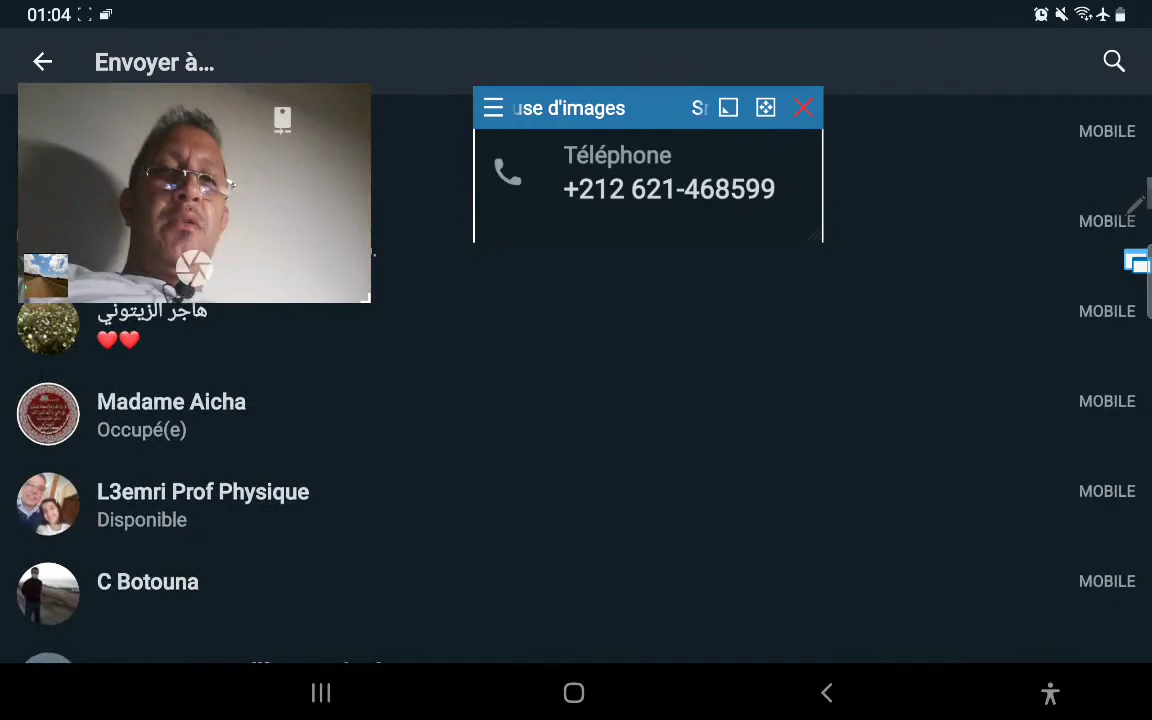 01:04
Envoyer à...
use d'images
Téléphone
+212 621-468599
MOBILE
MOBILE
هاجر الزيتوني
❤️❤️
MOBILE
Madame Aicha
Occupé(e)
MOBILE
L3emri Prof Physique
Disponible
MOBILE
C Botouna
MOBILE